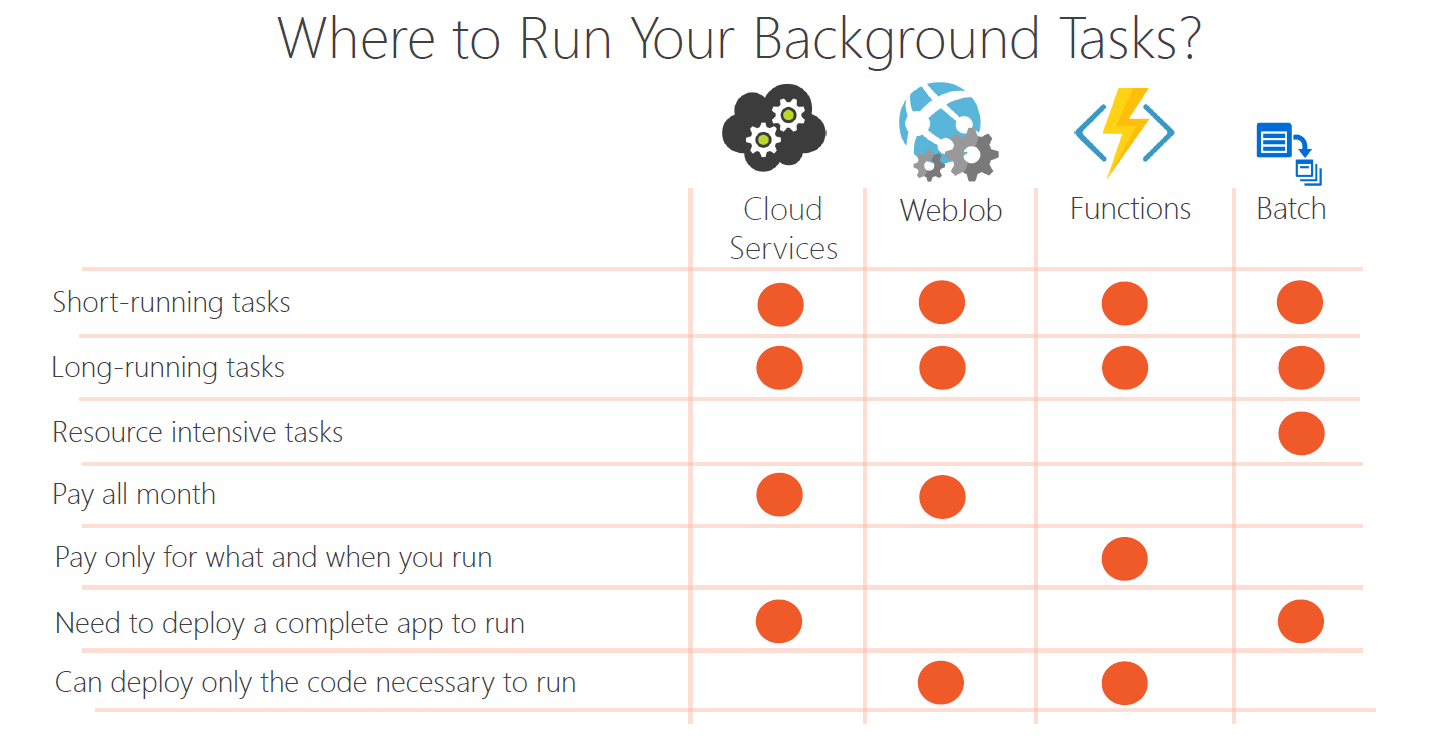 Where to Run Your Background Tasks?
Cloud
Services
WebJob
Functions
Batch
Short-running tasks
Long-running tasks
Resource intensive tasks
Pay all month
Pay only for what and when you run
Need to deploy a complete app to run
Can deploy only the code necessary to run